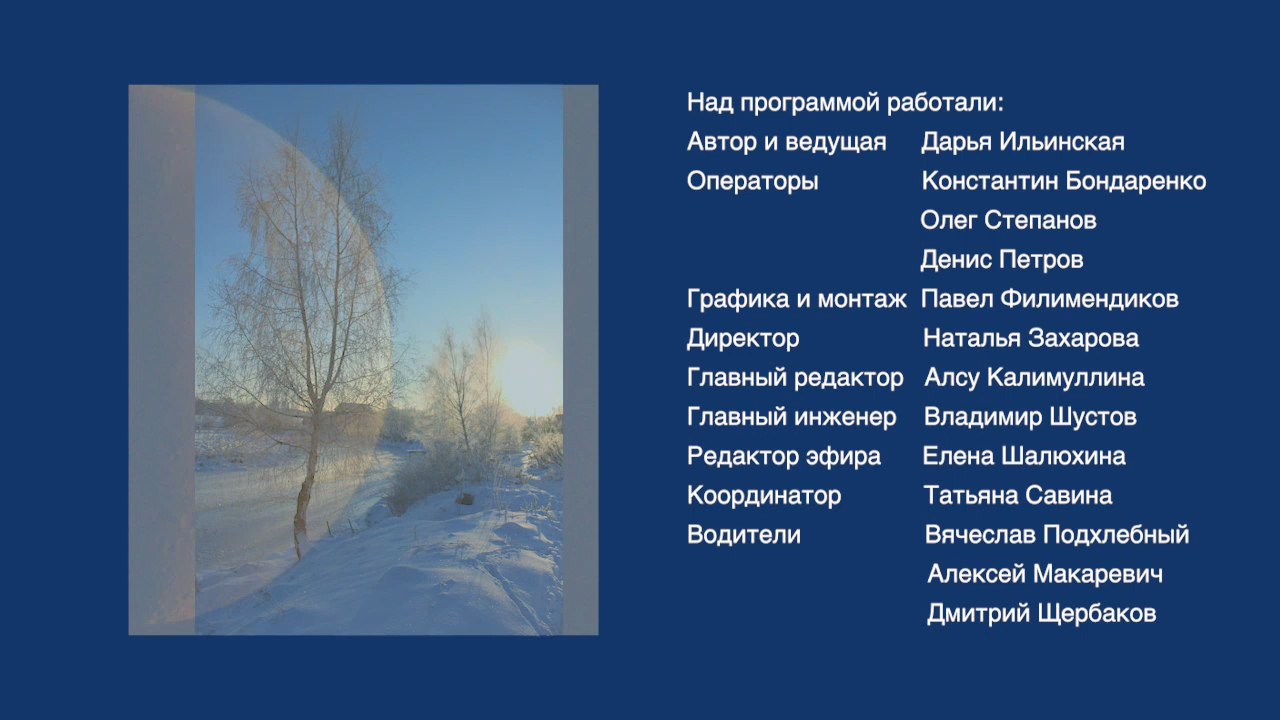 Над программой работали:
Автор и ведущая Дарья Ильинская
Операторы Константин Бондаренко
Олег Степанов
Денис Петров
Графика и монтаж Павел Филимендиков
Директор Наталья Захарова
Главный редактор Алсу Калимуллина
Главный инженер Владимир Шустов
Редактор эфира Елена Шалюхина
Координатор Татьяна Савина
Водители Вячеслав Подхлебный
Алексей Макаревич
Дмитрий Щербаков